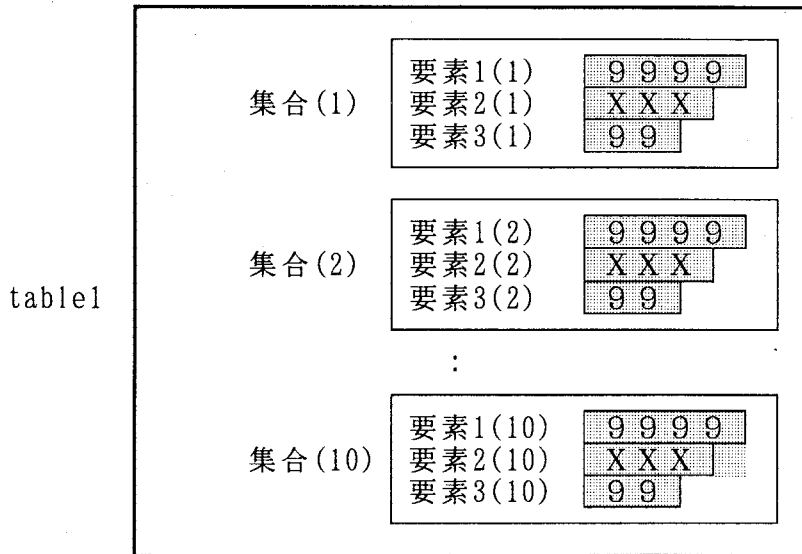 要素1(1) 9999
集合(1) 要素2(1) XXX
要素3(1) 99
要素1(2) 9999
集合(2) 要素2(2) XXX
table1 要素3(2) 99
:
要素1(10) 9999
集合(10) 要素2(10) XXX
要素3(10) 99